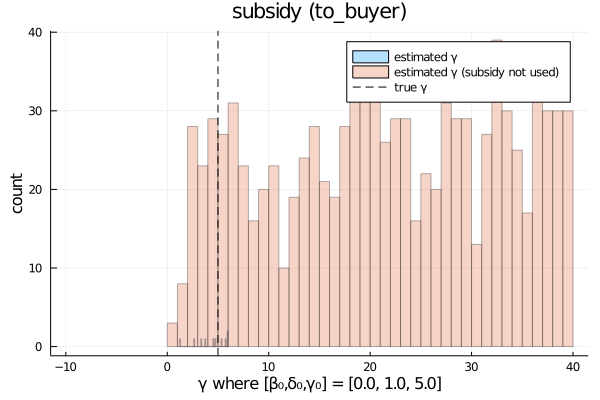 subsidy (to_buyer)
40
30
20
10
0
count
estimated γ
estimated γ (subsidy not used)
true γ
−10
0
10
20
30
40
γ where [β₀,δ₀,γ₀] = [0.0, 1.0, 5.0]